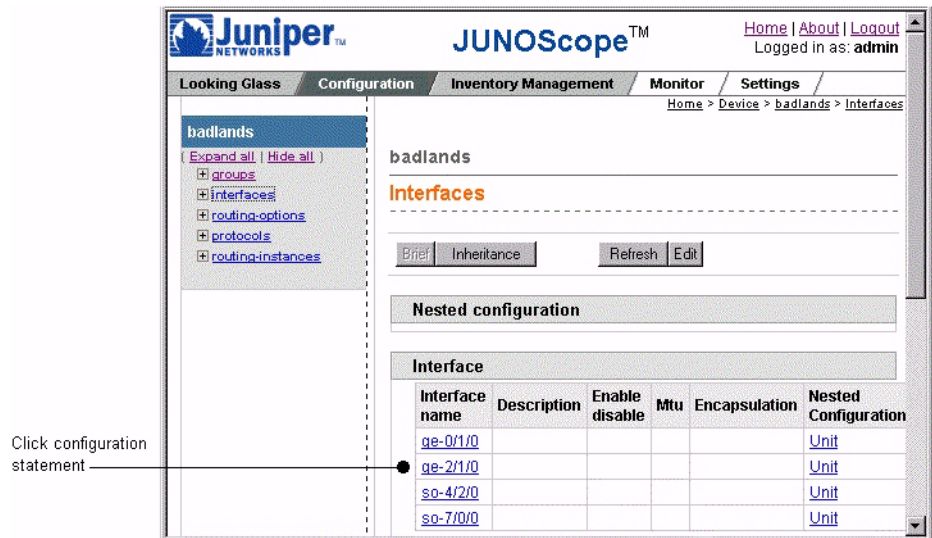 Juniper™
NETWORKS
JUNOScope™
Home | About | Logout
Logged in as: admin
Looking Glass / Configuration / Inventory Management / Monitor / Settings /
Home > Device > badlands > Interfaces
badlands
( Expand all | Hide all )
groups
interfaces
routing-options
protocols
routing-instances
badlands
Interfaces
Brief Inheritance Refresh Edit
Nested configuration
Interface
Interface name Description Enable disable Mtu Encapsulation Nested Configuration
ge-0/1/0 Unit
ge-2/1/0 Unit
so-4/2/0 Unit
so-7/0/0 Unit
Click configuration
statement